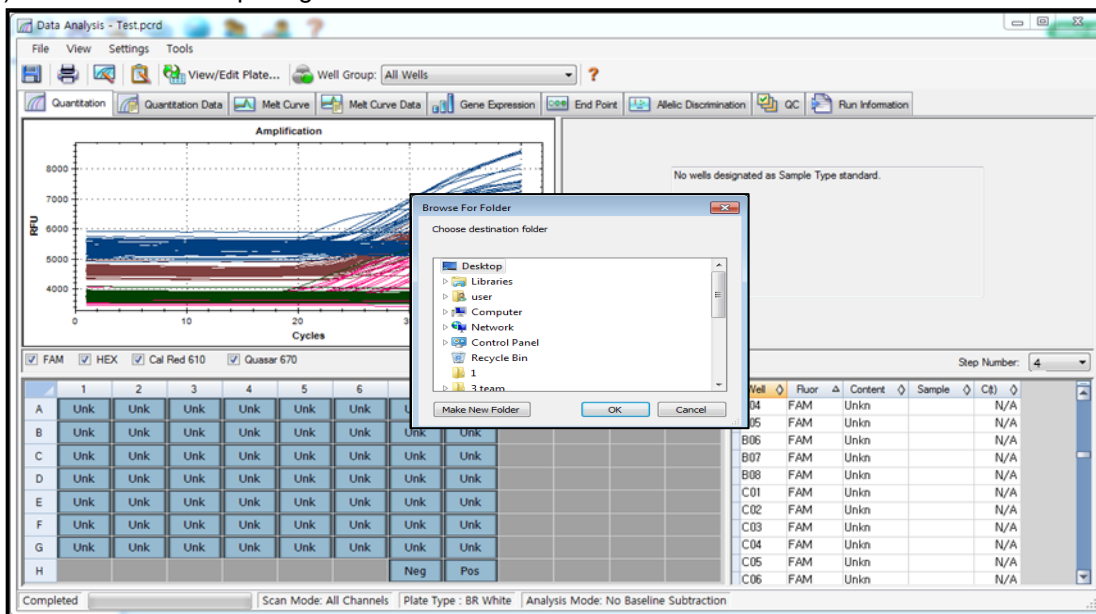 Data Analysis - Test.pcrd
File View Settings Tools
View/Edit Plate... Well Group: All Wells
Quantitation Quantitation Data Melt Curve Melt Curve Data Gene Expression End Point Allelic Discrimination QC Run Information
Amplification
No wells designated as Sample Type standard.
8000
7000
6000
5000
4000
RFU
0 10 20
Cycles
Browse For Folder
Choose destination folder
Desktop
Libraries
user
Computer
Network
Control Panel
Recycle Bin
1
3 team
Make New Folder OK Cancel
FAM HEX Cal Red 610 Quasar 670
Step Number: 4
1 2 3 4 5 6
A Unk Unk Unk Unk Unk Unk
B Unk Unk Unk Unk Unk Unk Unk Unk
C Unk Unk Unk Unk Unk Unk Unk Unk
D Unk Unk Unk Unk Unk Unk Unk Unk
E Unk Unk Unk Unk Unk Unk Unk Unk
F Unk Unk Unk Unk Unk Unk Unk Unk
G Unk Unk Unk Unk Unk Unk Unk Unk
H Neg Pos
Well Fluor Content Sample C(t)
04 FAM Unkn N/A
05 FAM Unkn N/A
B06 FAM Unkn N/A
B07 FAM Unkn N/A
B08 FAM Unkn N/A
C01 FAM Unkn N/A
C02 FAM Unkn N/A
C03 FAM Unkn N/A
C04 FAM Unkn N/A
C05 FAM Unkn N/A
C06 FAM Unkn N/A
Completed Scan Mode: All Channels Plate Type : BR White Analysis Mode: No Baseline Subtraction